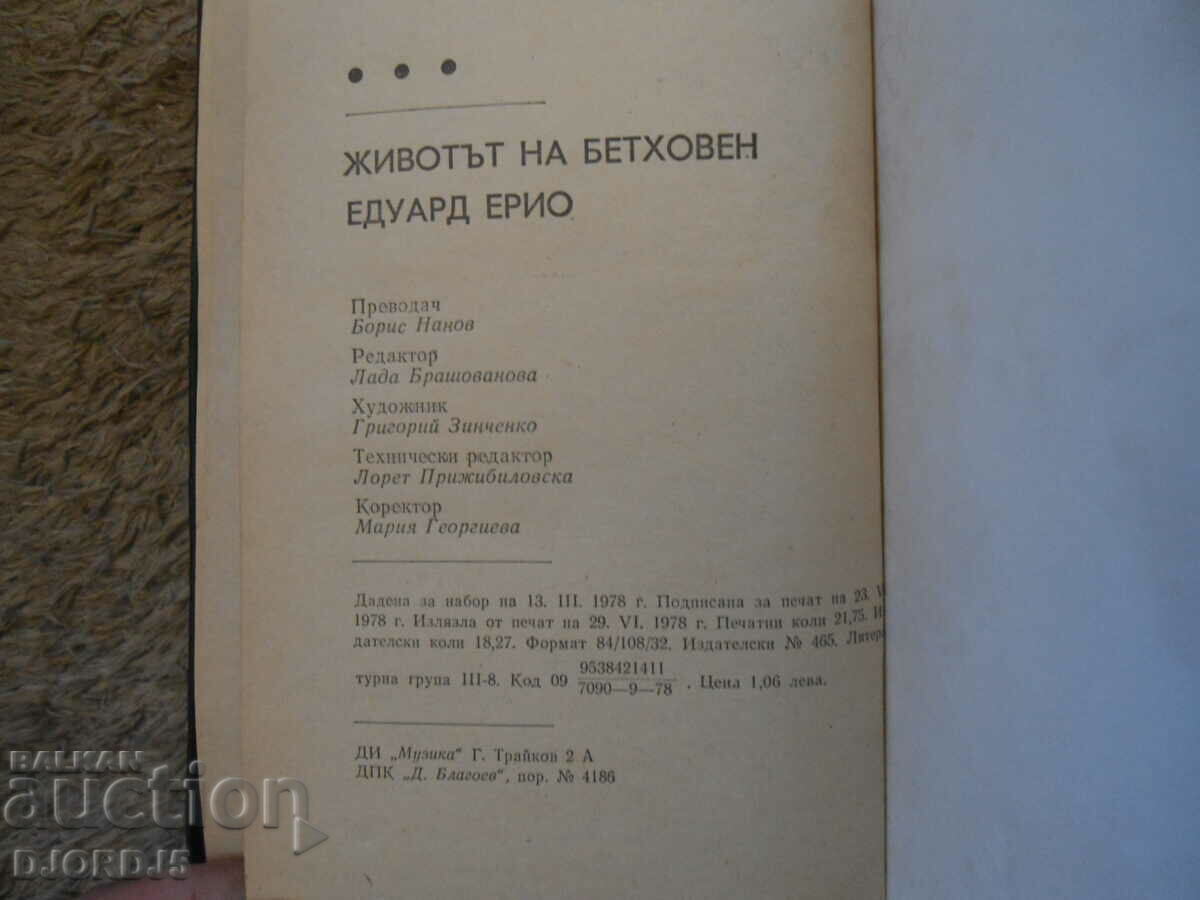 ЖИВОТЪТ НА БЕТХОВЕН
ЕДУАРД ЕРИО
Преводач
Борис Нанов
Редактор
Лада Брашованова
Художник
Григорий Зинченко
Технически редактор
Лорет Прижибиловска
Коректор
Мария Георгиева
Дадена за набор на 13. III. 1978 г. Подписана за печат на 23.
1978 г. Излязла от печат на 29. VI. 1978 г. Печатни коли 21,75. И
дателски коли 18,27. Формат 84/108/32. Издателски № 465. Литера
турна група III-8. Код 09 9538421411 / 7090—9—78 . Цена 1,06 лева.
ДИ „Музика" Г. Трайков 2 А
ДПК „Д. Благоев", пор. № 4186
BALKAN
auction
DJORDJ5